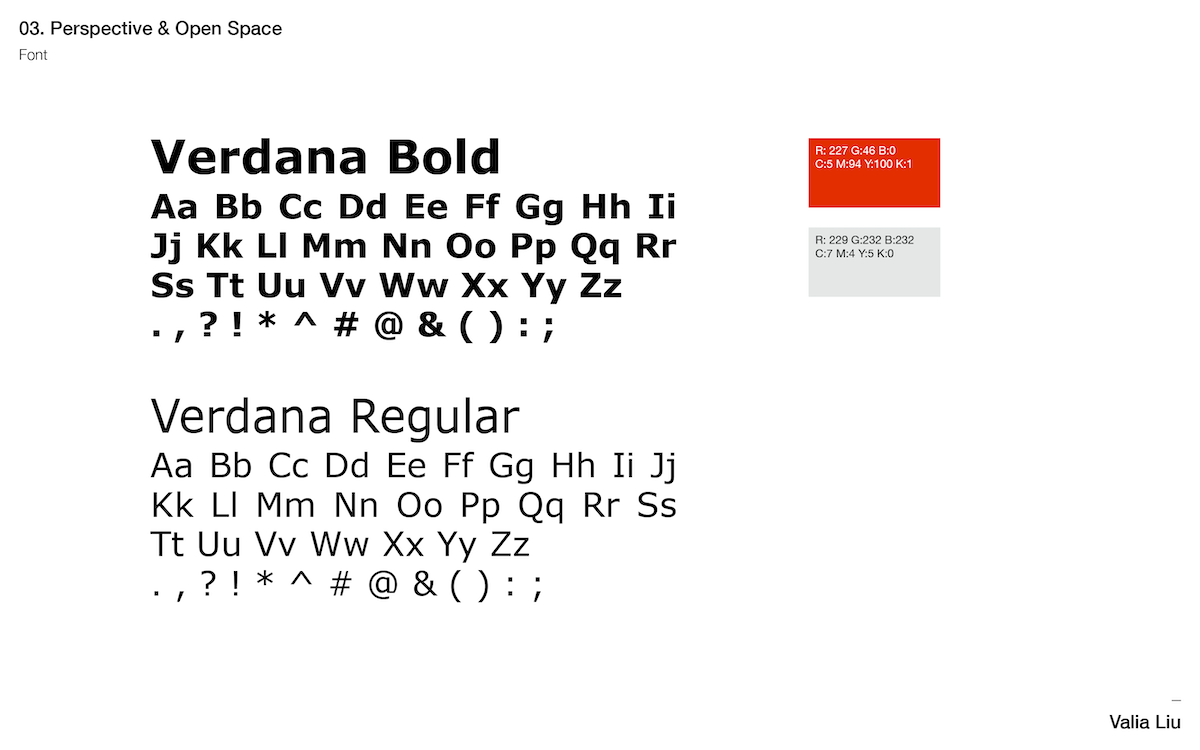 03. Perspective & Open Space
Font
Verdana Bold
Aa Bb Cc Dd Ee Ff Gg Hh Ii
Jj Kk Ll Mm Nn Oo Pp Qq Rr
Ss Tt Uu Vv Ww Xx Yy Zz
. , ? ! * ^ # @ & ( ) : ;
Verdana Regular
Aa Bb Cc Dd Ee Ff Gg Hh Ii Jj
Kk Ll Mm Nn Oo Pp Qq Rr Ss
Tt Uu Vv Ww Xx Yy Zz
. , ? ! * ^ # @ & ( ) : ;
R: 227 G:46 B:0
C:5 M:94 Y:100 K:1
R: 229 G:232 B:232
C:7 M:4 Y:5 K:0
—
Valia Liu